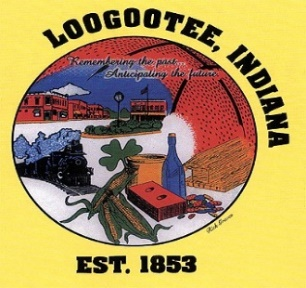 LOOGOOTEE, INDIANA
Remembering the past...
Anticipating the future
EST. 1853